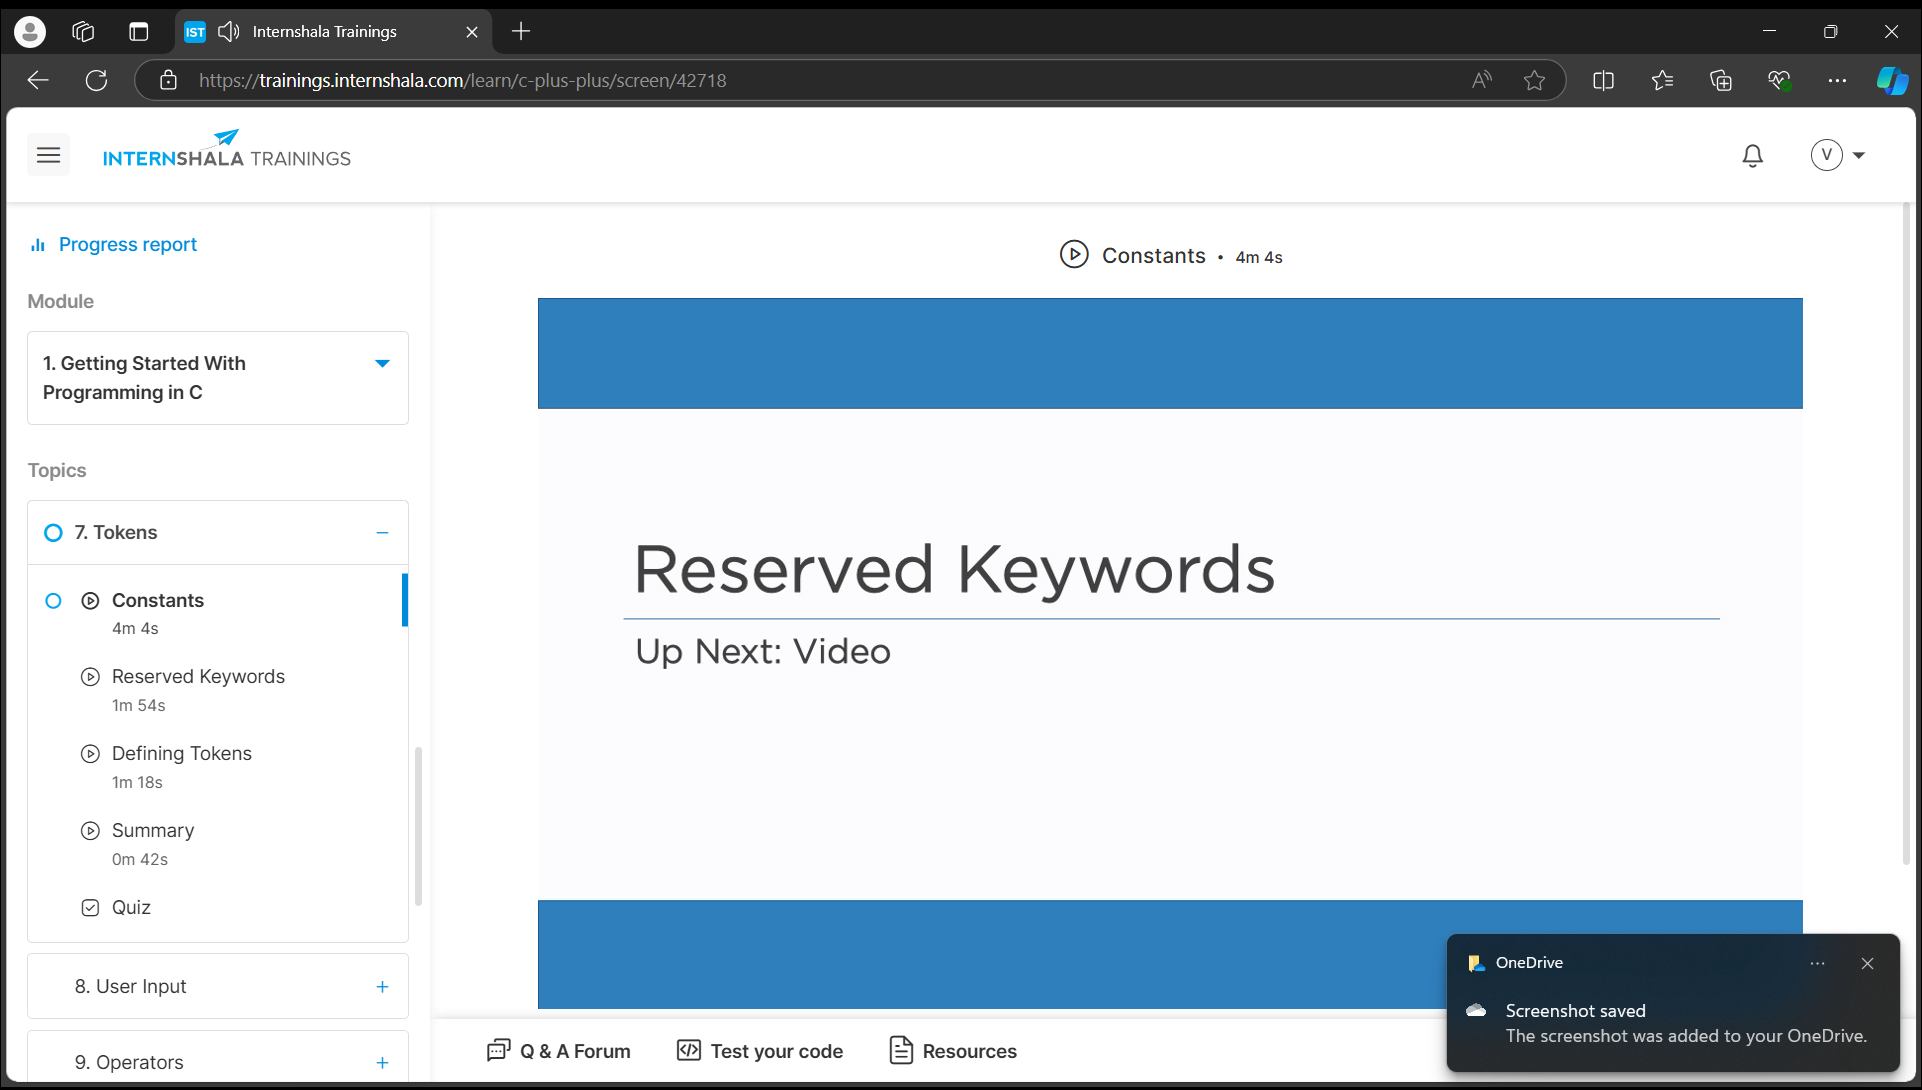 IST Internshala Trainings
https://trainings.internshala.com/learn/c-plus-plus/screen/42718
INTERNSHALA TRAININGS
V
Progress report
Module
1. Getting Started With
Programming in C
Topics
7. Tokens
Constants
4m 4s
Reserved Keywords
1m 54s
Defining Tokens
1m 18s
Summary
0m 42s
Quiz
8. User Input
9. Operators
Constants • 4m 4s
Reserved Keywords
Up Next: Video
Q & A Forum
Test your code
Resources
OneDrive
Screenshot saved
The screenshot was added to your OneDrive.